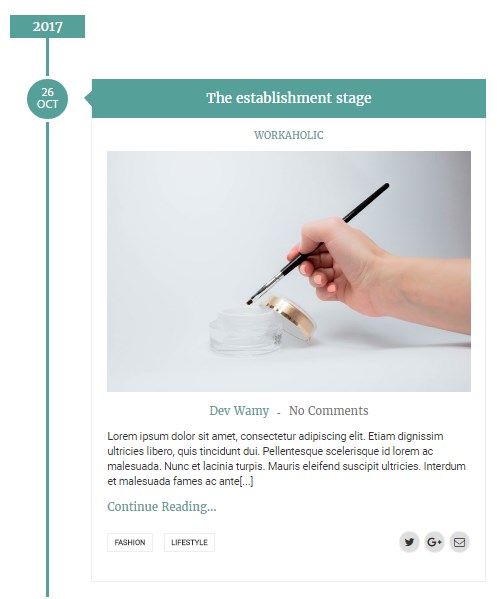 2017
26
OCT
The establishment stage
WORKAHOLIC
Dev Wamy - No Comments
Lorem ipsum dolor sit amet, consectetur adipiscing elit. Etiam dignissim
ultricies libero, quis tincidunt dui. Pellentesque scelerisque id lorem ac
malesuada. Nunc et lacinia turpis. Mauris eleifend suscipit ultricies. Interdum
et malesuada fames ac ante[...]
Continue Reading...
FASHION LIFESTYLE G+